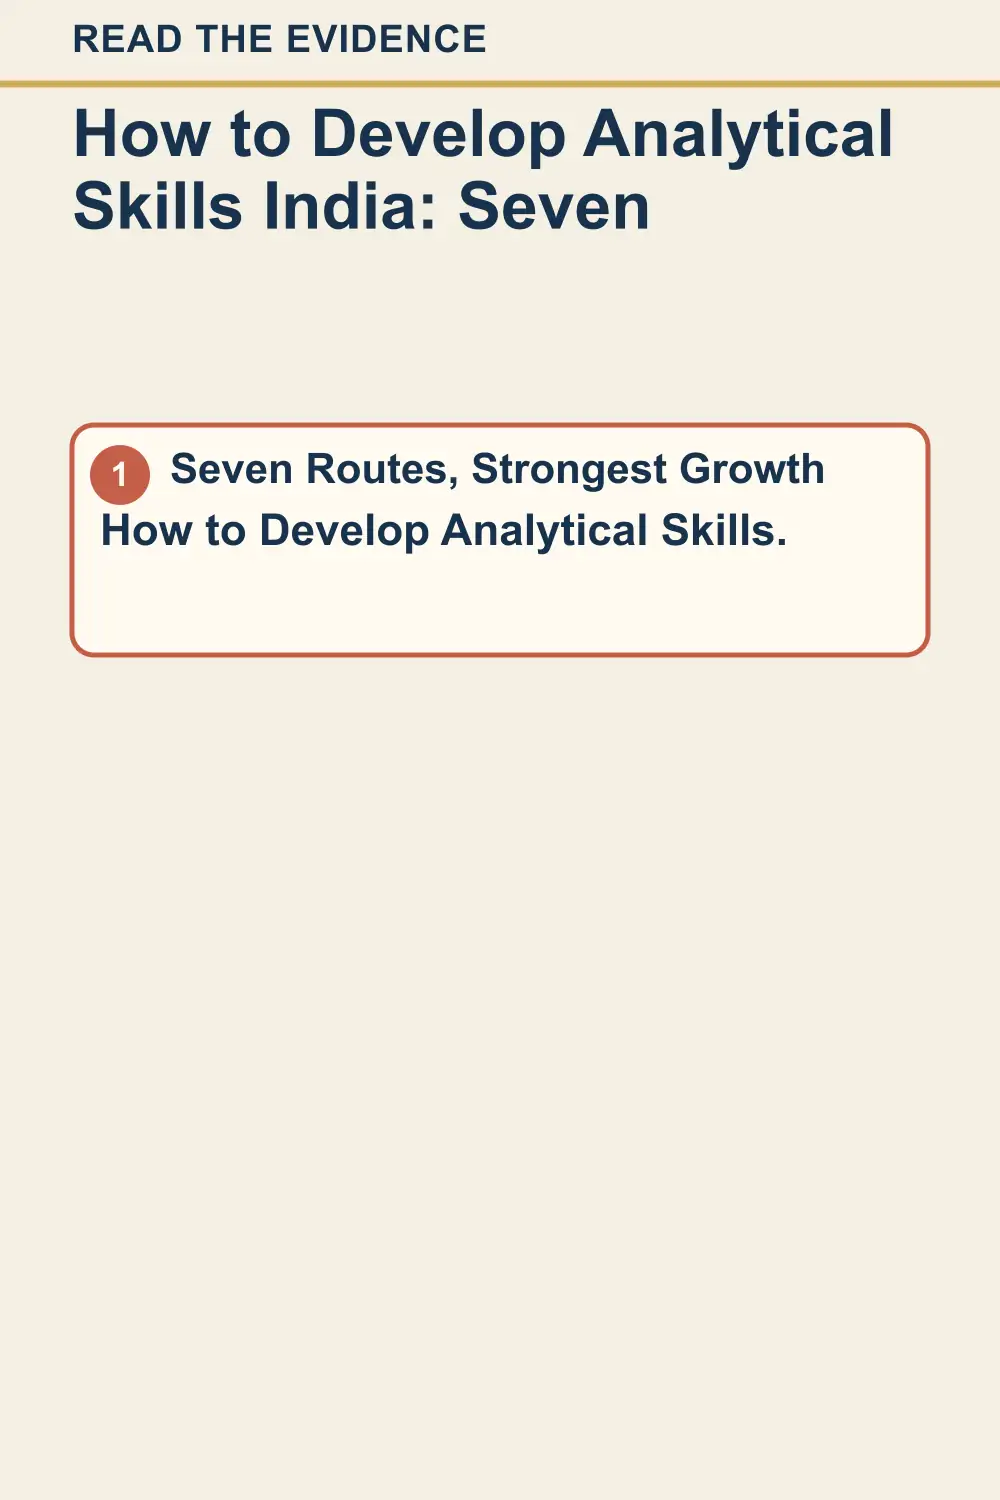 READ THE EVIDENCE
How to Develop Analytical
Skills India: Seven
1 Seven Routes, Strongest Growth
How to Develop Analytical Skills.